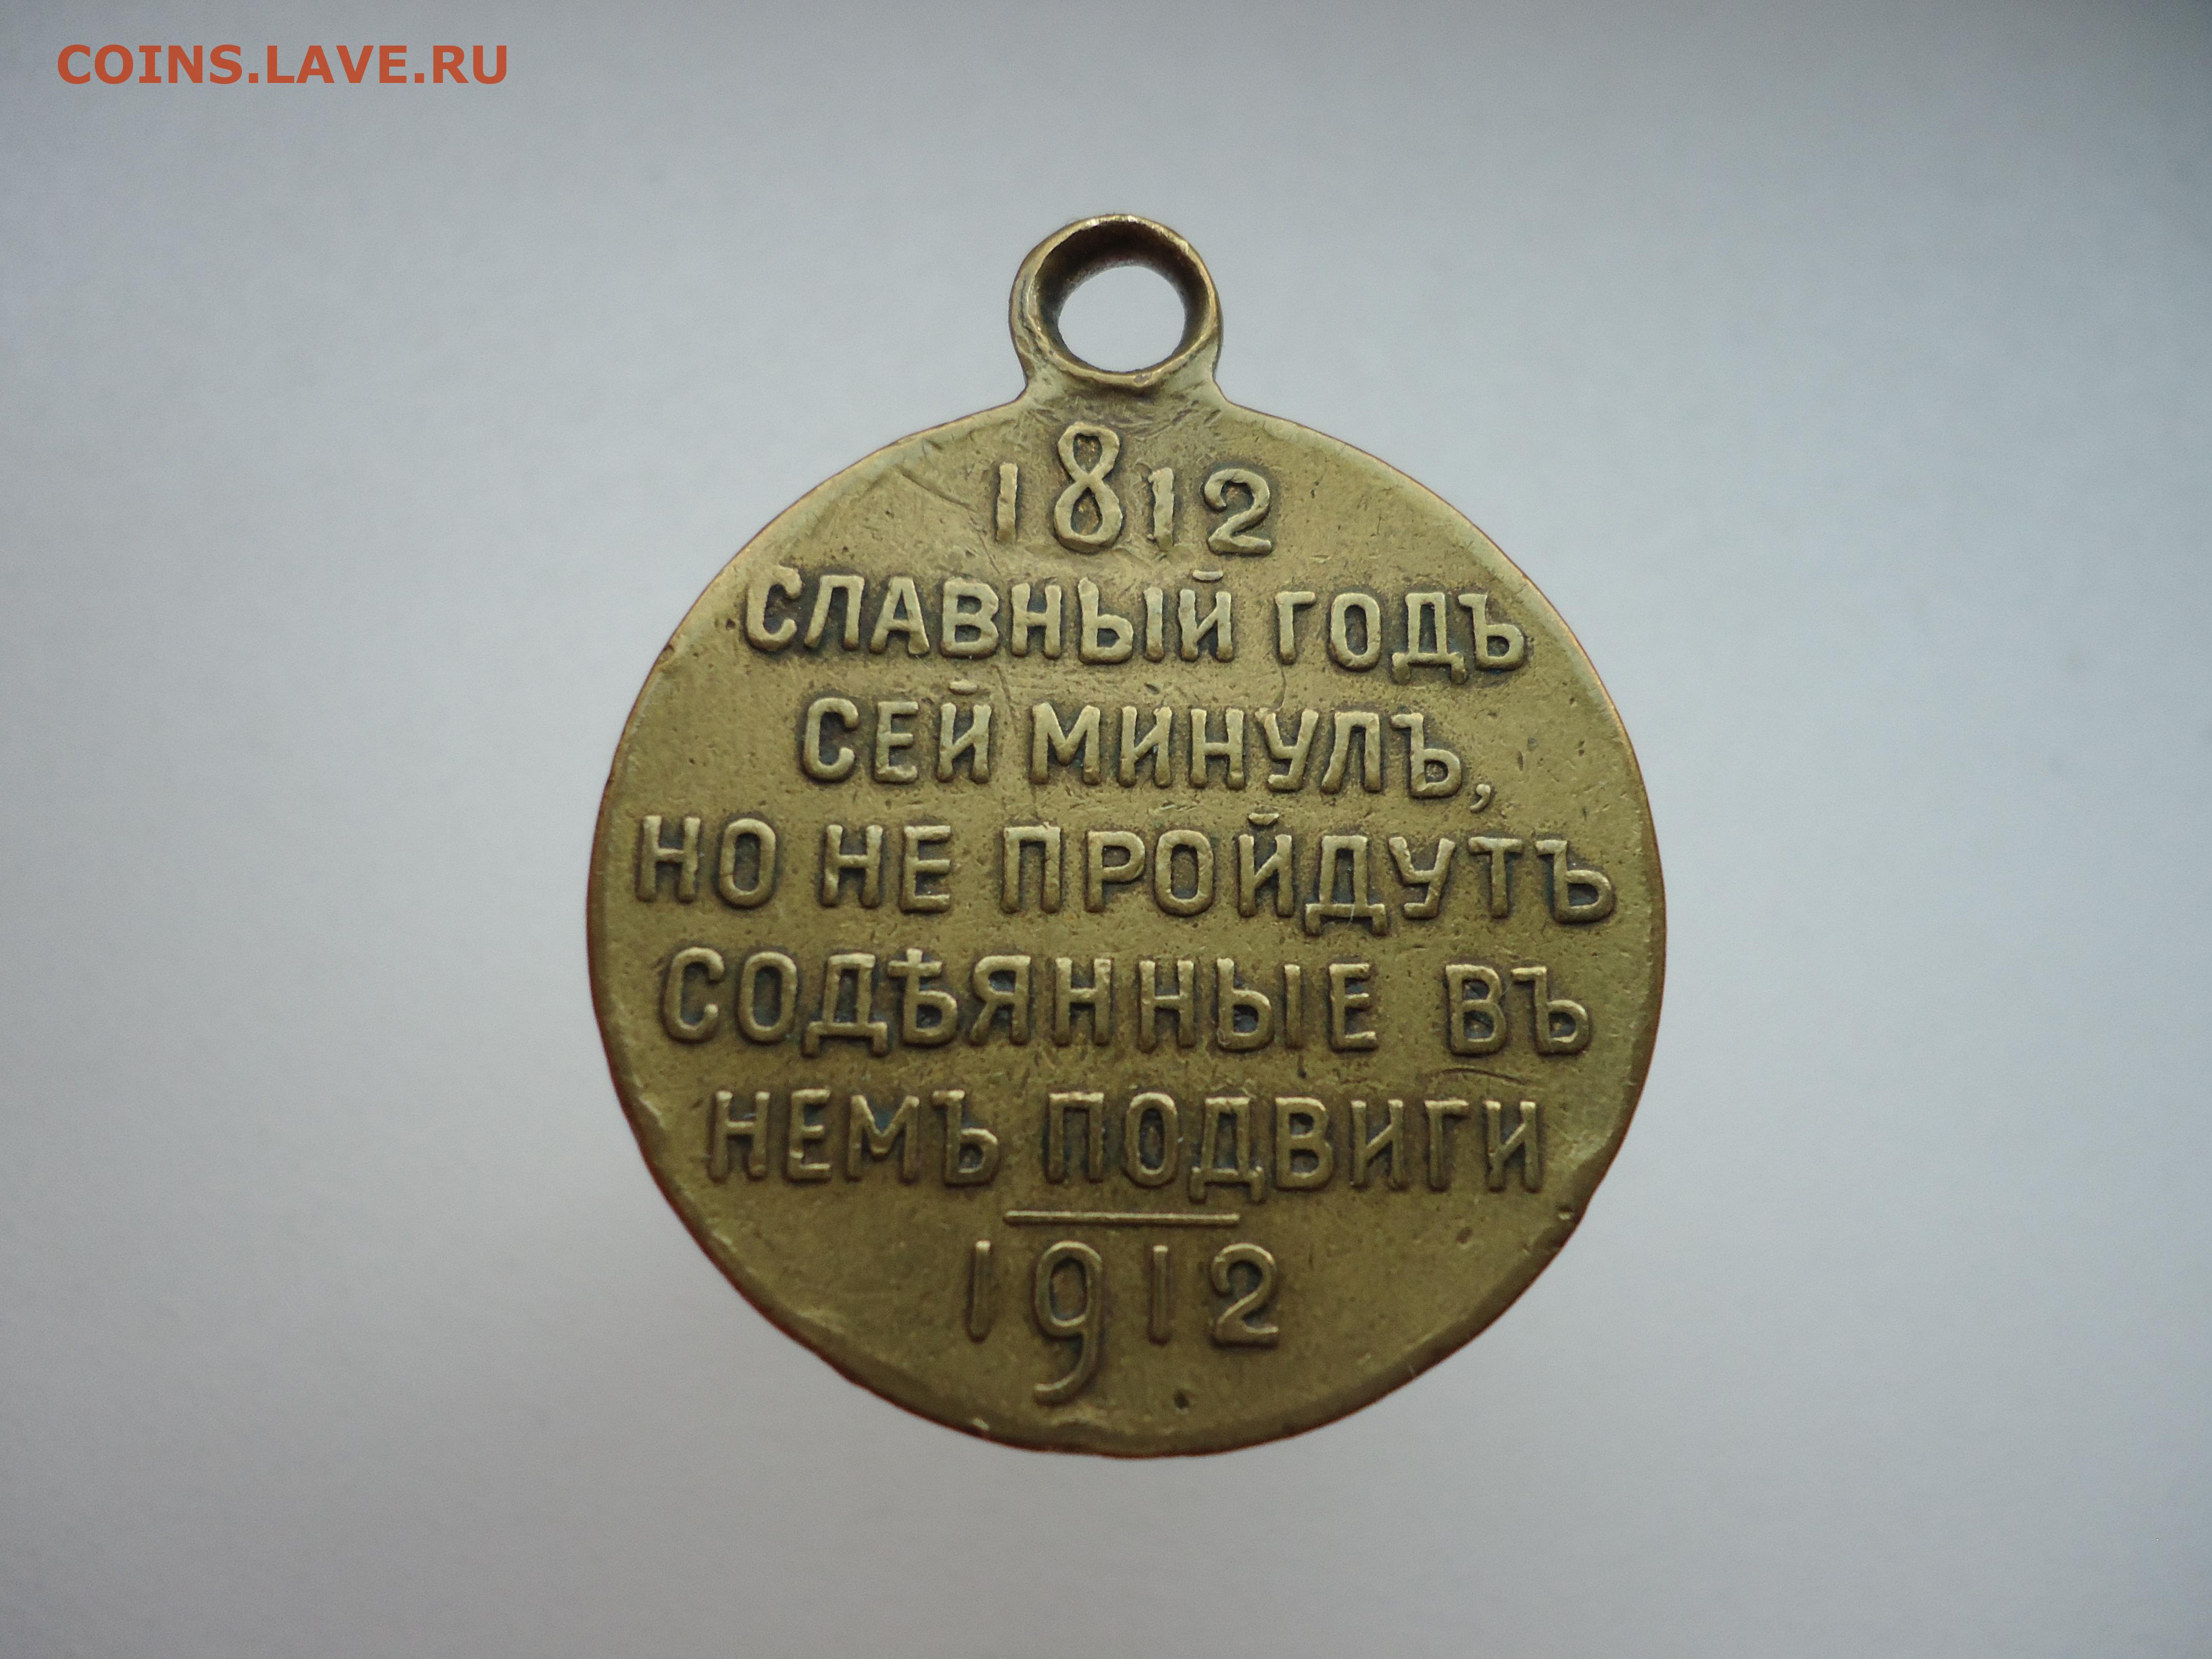 COINS.LAVE.RU
1812
СЛАВНЫЙ ГОДЪ
СЕЙ МИНУЛЪ,
НО НЕ ПРОЙДУТЪ
СОДѢЯННЫЕ ВЪ
НЕМЪ ПОДВИГИ
1912